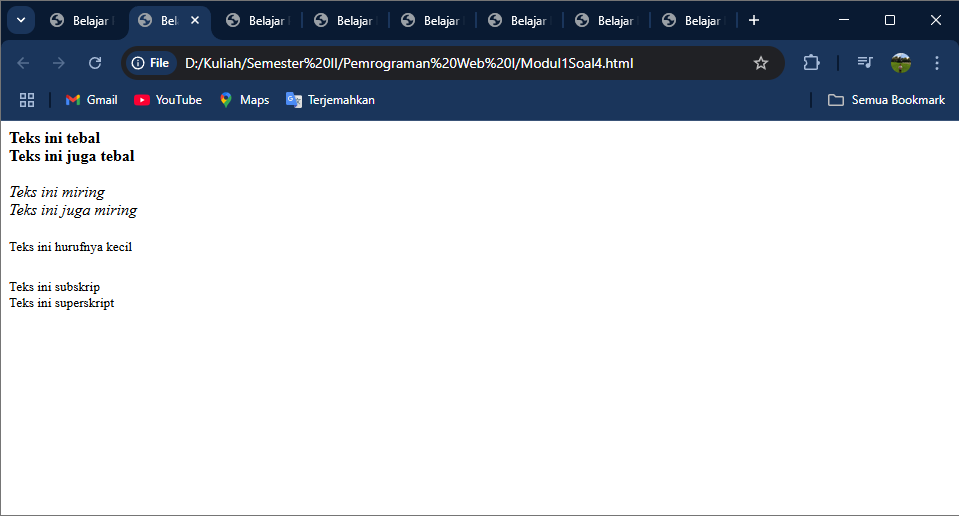 Belajar
Bel
Belajar
Belajar
Belajar
Belajar
Belajar
Belajar
File D:/Kuliah/Semester%20II/Pemrograman%20Web%20I/Modul1Soal4.html
Gmail YouTube Maps Terjemahkan Semua Bookmark
Teks ini tebal
Teks ini juga tebal
Teks ini miring
Teks ini juga miring
Teks ini hurufnya kecil
Teks ini subskrip
Teks ini superskript